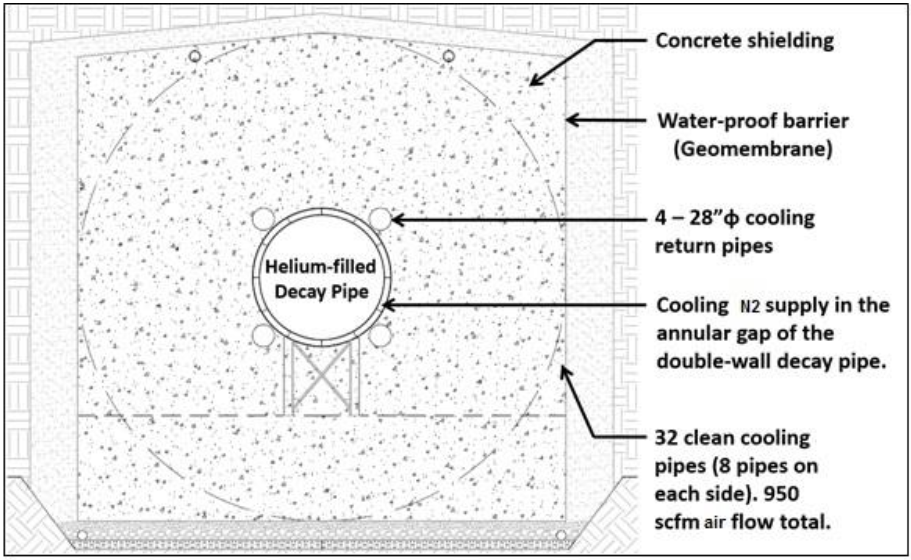 Concrete shielding
Water-proof barrier
(Geomembrane)
4 – 28”ϕ cooling
return pipes
Helium-filled
Decay Pipe
Cooling N2 supply in the
annular gap of the
double-wall decay pipe.
32 clean cooling
pipes (8 pipes on
each side). 950
scfm air flow total.